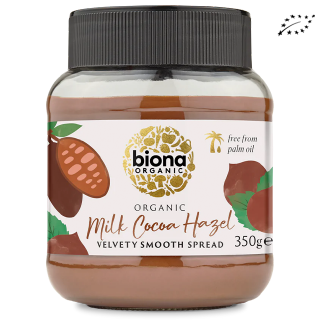 biona
ORGANIC
free from
palm oil
ORGANIC
Milk Cocoa Hazel
VELVETY SMOOTH SPREAD
350g℮